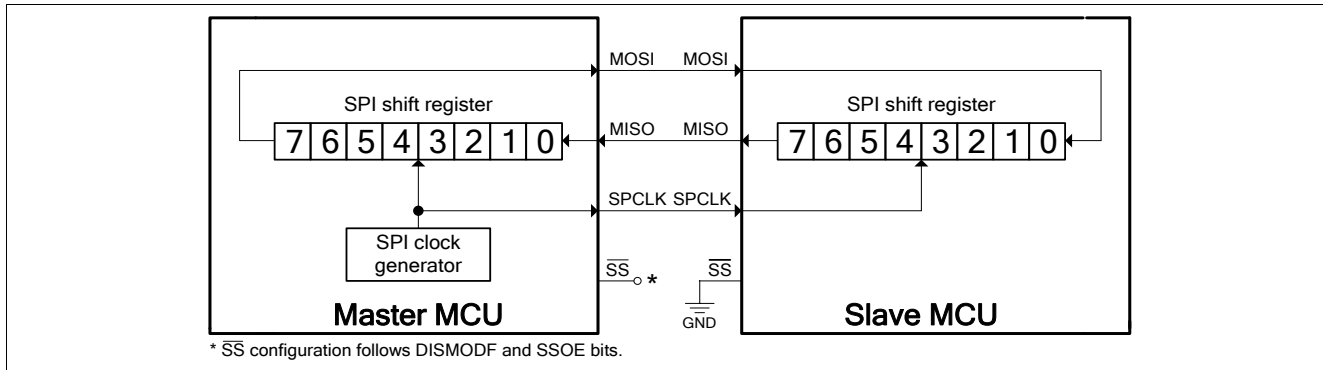 MOSI MOSI
SPI shift register SPI shift register
7 6 5 4 3 2 1 0 MISO MISO 7 6 5 4 3 2 1 0
SPCLK SPCLK
SPI clock
generator
SS * SS
GND
Master MCU Slave MCU
* SS configuration follows DISMODF and SSOE bits.